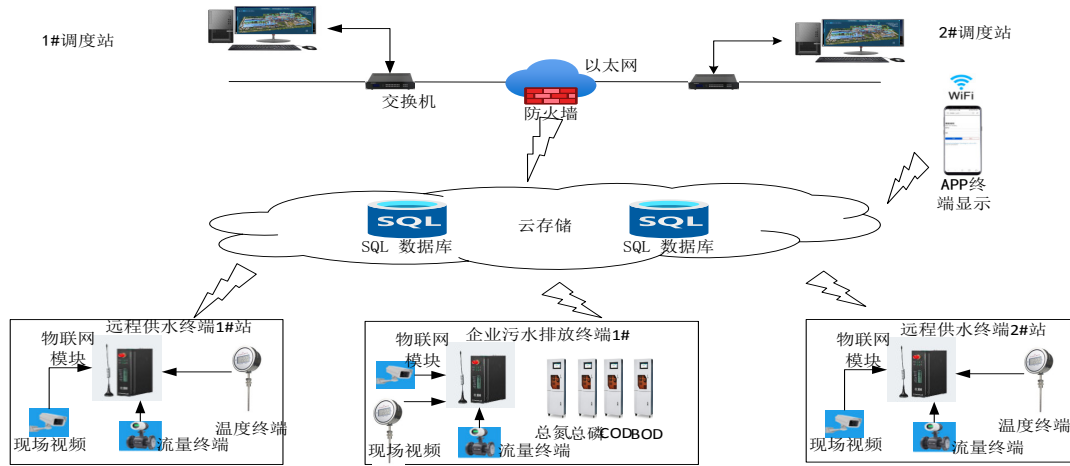 1#调度站
2#调度站
以太网
交换机
防火墙
WiFi
APP终
端显示
SQL
SQL
云存储
SQL 数据库
SQL 数据库
远程供水终端1#站
物联网
模块
现场视频
流量终端
温度终端
企业污水排放终端1#
物联网
模块
流量终端
总氮
总磷
COD
BOD
远程供水终端2#站
物联网
模块
现场视频
流量终端
温度终端